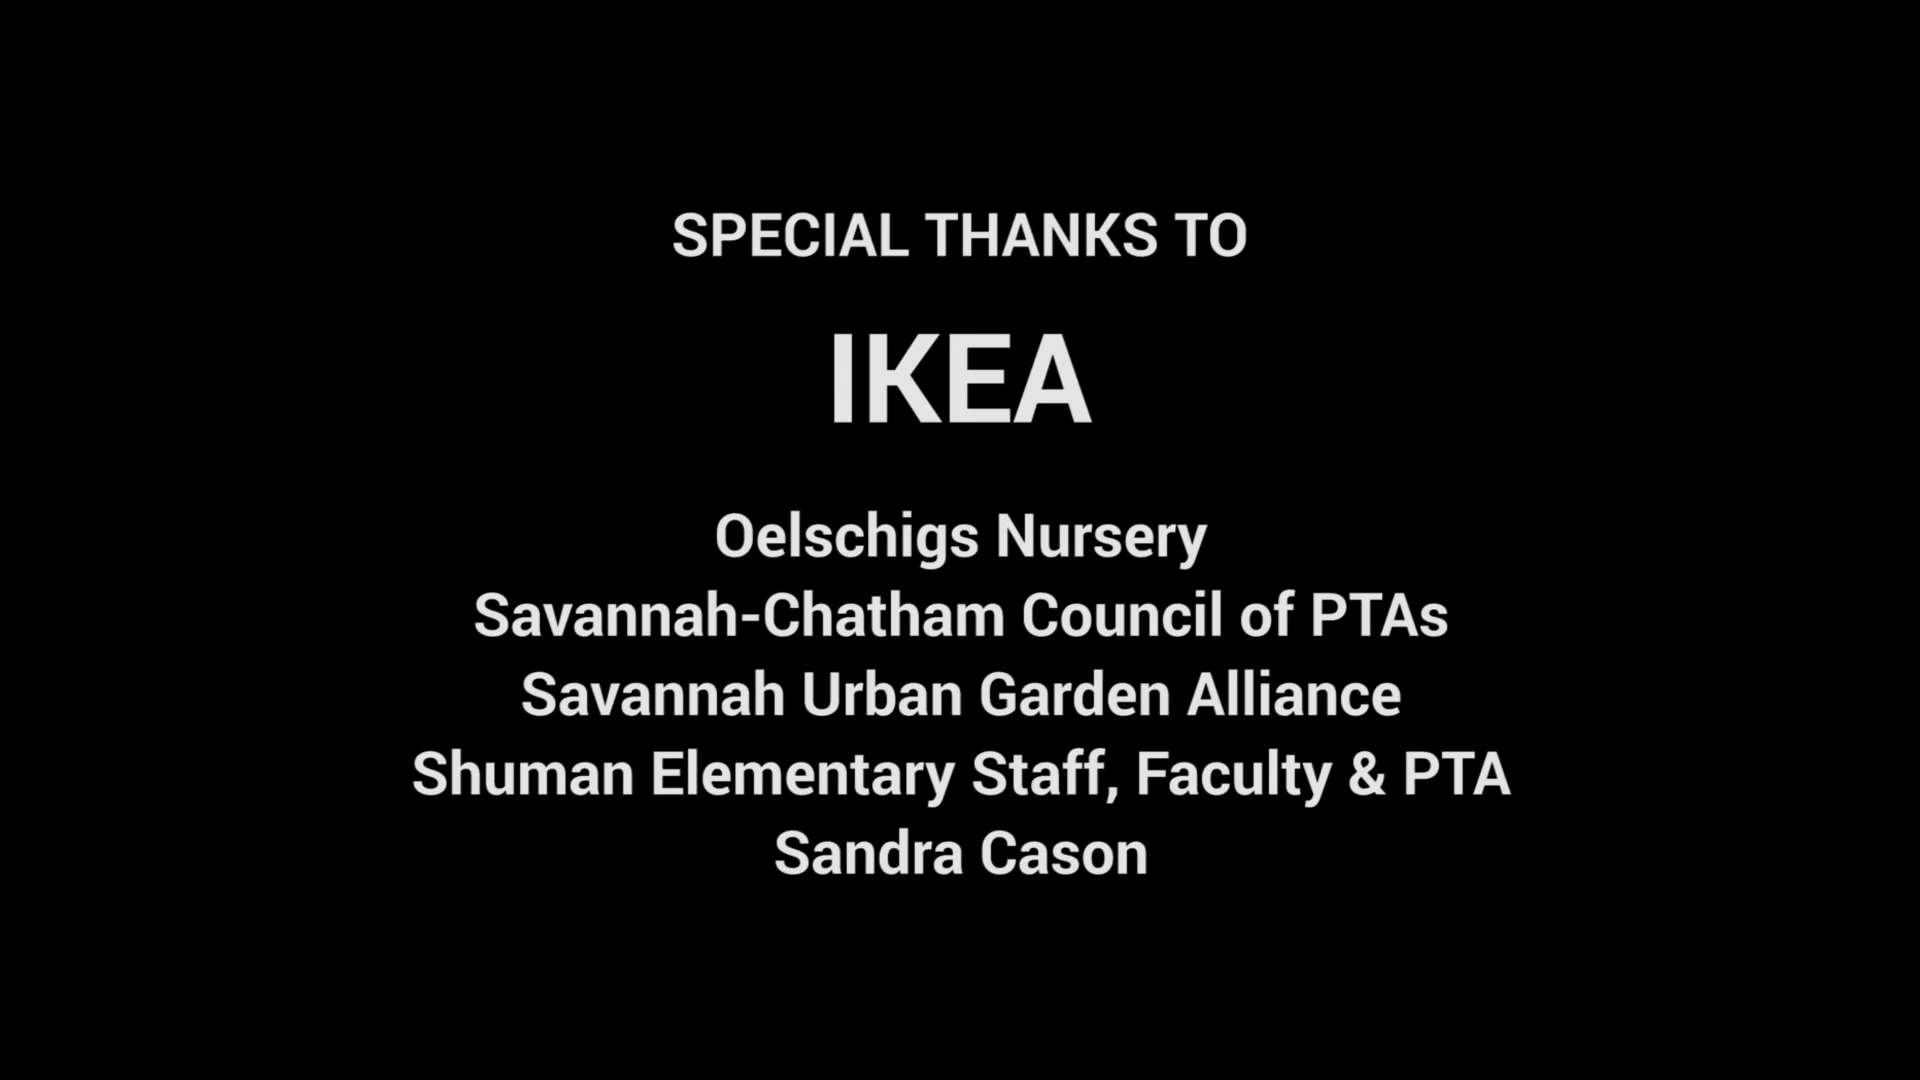 SPECIAL THANKS TO
IKEA
Oelschigs Nursery
Savannah-Chatham Council of PTAs
Savannah Urban Garden Alliance
Shuman Elementary Staff, Faculty & PTA
Sandra Cason